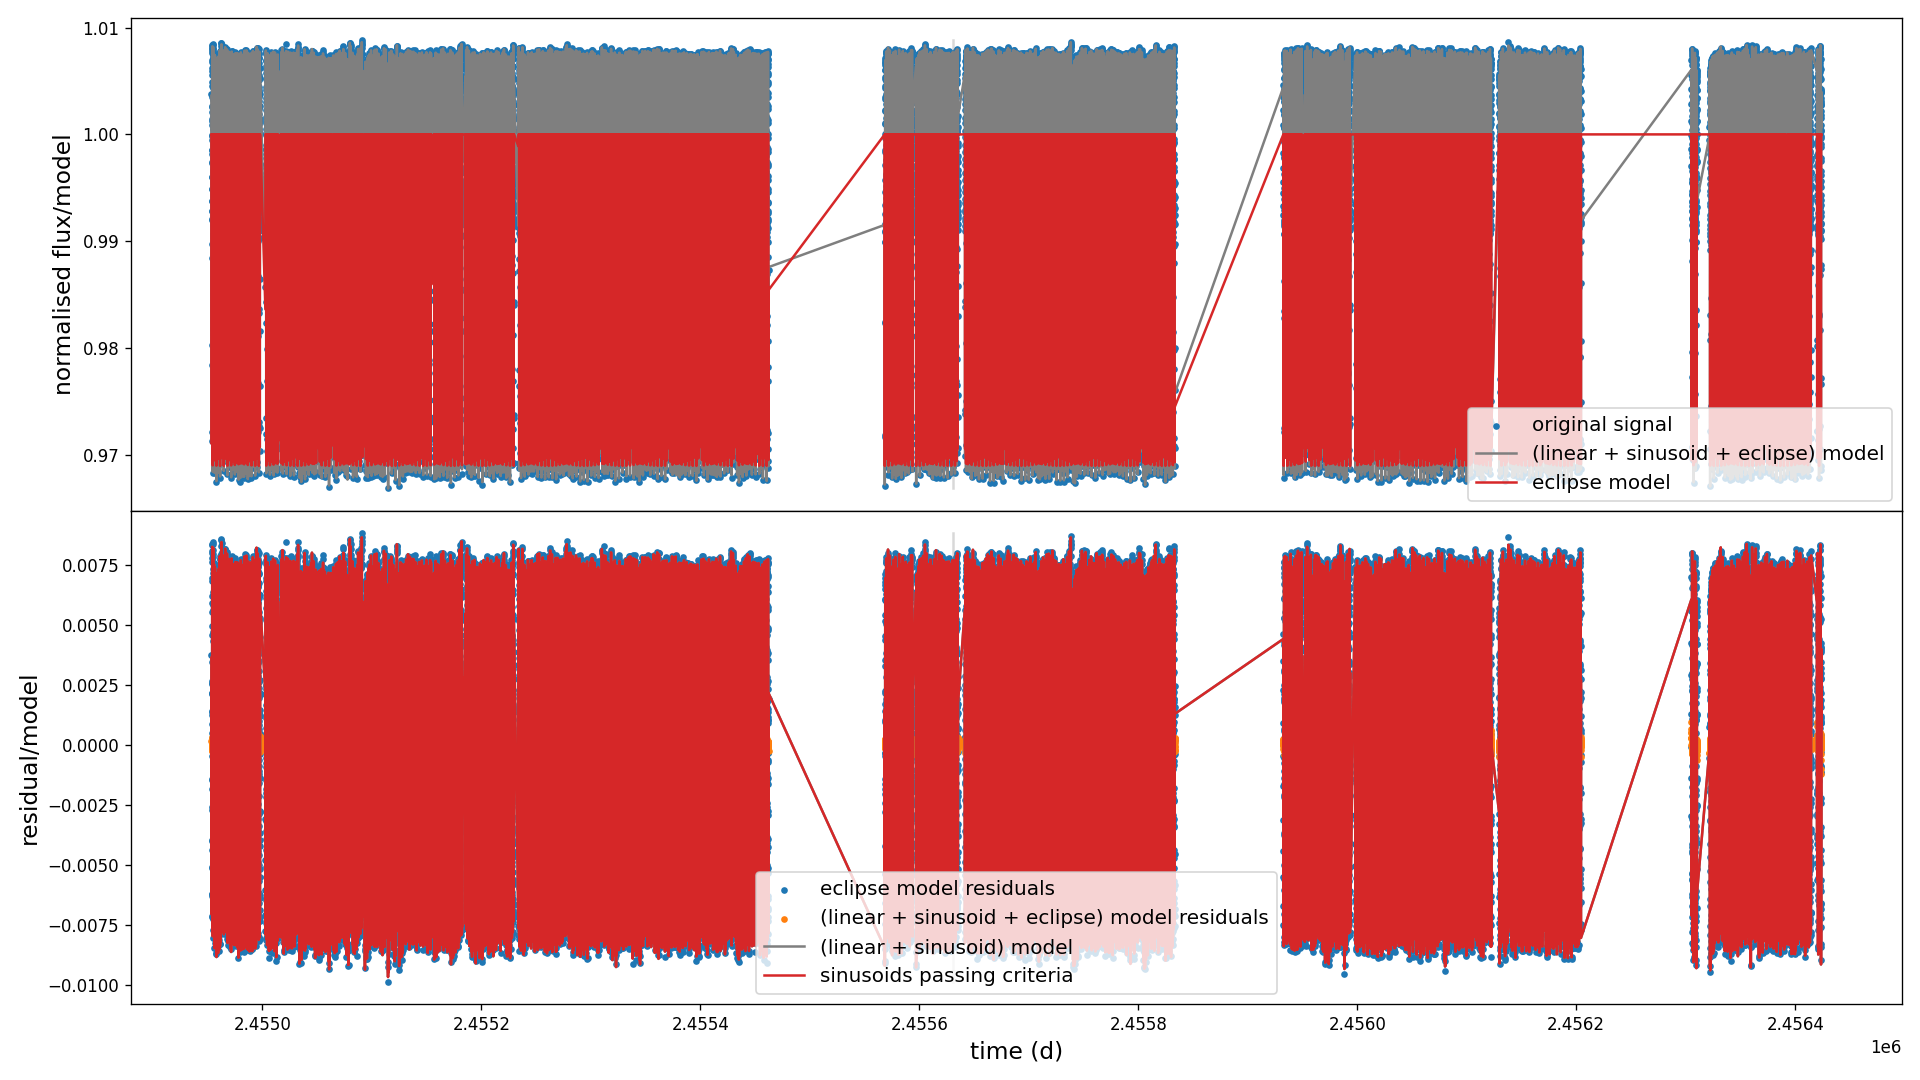 1.01
1.00
0.99
0.98
0.97
normalised flux/model
original signal
(linear + sinusoid + eclipse) model
eclipse model
0.0075
0.0050
0.0025
0.0000
−0.0025
−0.0050
−0.0075
−0.0100
residual/model
eclipse model residuals
(linear + sinusoid + eclipse) model residuals
(linear + sinusoid) model
sinusoids passing criteria
2.4550 2.4552 2.4554 2.4556 2.4558 2.4560 2.4562 2.4564
1e6
time (d)